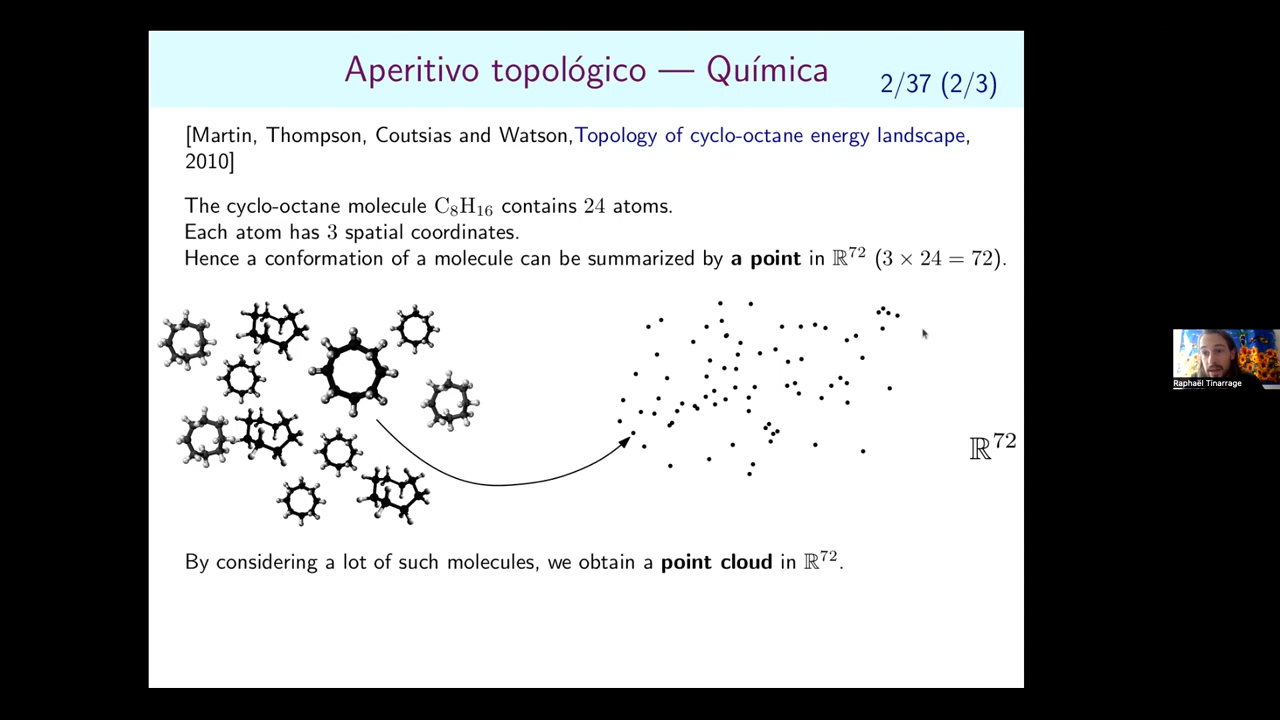 Aperitivo topológico — Química
2/37 (2/3)
[Martin, Thompson, Coutsias and Watson,Topology of cyclo-octane energy landscape,
2010]
The cyclo-octane molecule C₈H₁₆ contains 24 atoms.
Each atom has 3 spatial coordinates.
Hence a conformation of a molecule can be summarized by a point in ℝ⁷² (3 × 24 = 72).
ℝ⁷²
By considering a lot of such molecules, we obtain a point cloud in ℝ⁷².
Raphaël Tinarrage